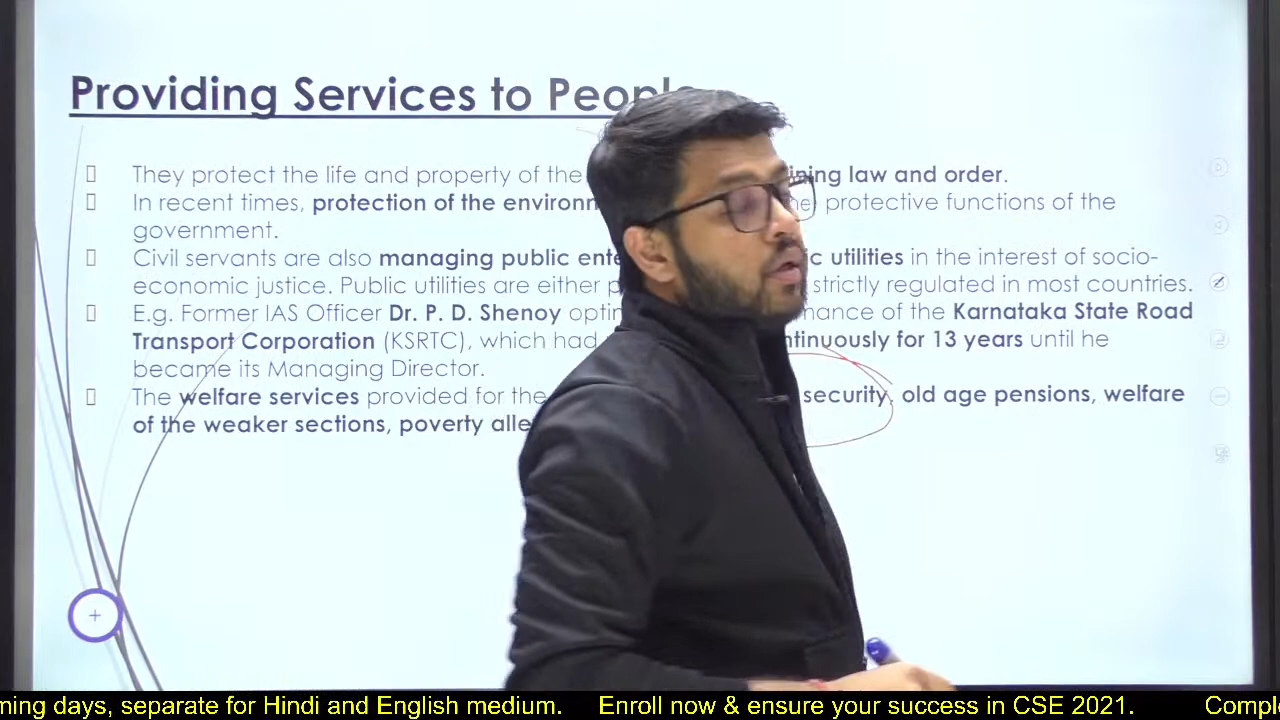 Providing Services to People
They protect the life and property of the ining law and order.
In recent times, protection of the environm protective functions of the
government.
Civil servants are also managing public ente c utilities in the interest of socio-
economic justice. Public utilities are either p strictly regulated in most countries.
E.g. Former IAS Officer Dr. P. D. Shenoy opti mance of the Karnataka State Road
Transport Corporation (KSRTC), which had ntinuously for 13 years until he
became its Managing Director.
The welfare services provided for the security, old age pensions, welfare
of the weaker sections, poverty alle
ming days, separate for Hindi and English medium. Enroll now & ensure your success in CSE 2021. Comple